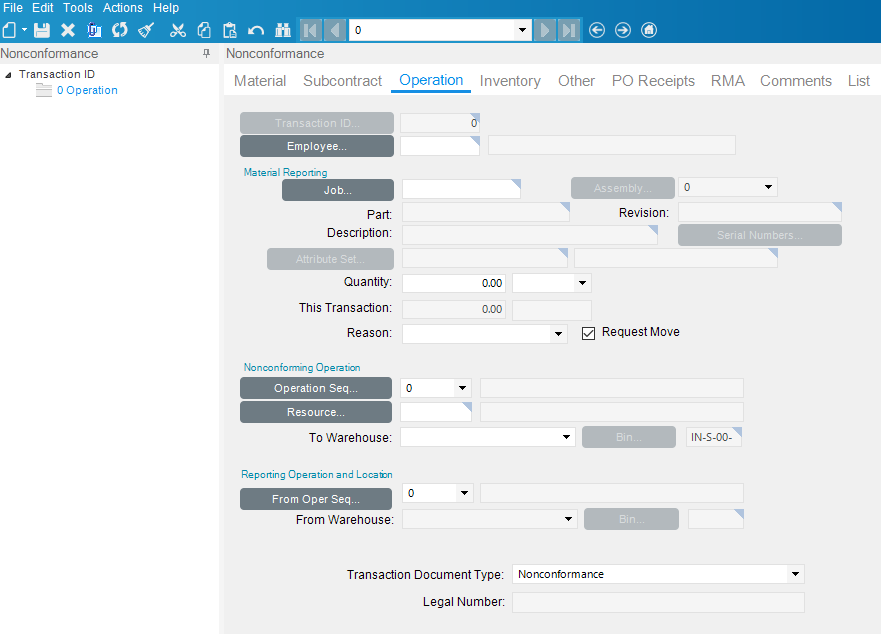 File Edit Tools Actions Help
0
Nonconformance
Nonconformance
Transaction ID
0 Operation
Material Subcontract Operation Inventory Other PO Receipts RMA Comments List
Transaction ID... 0
Employee...
Material Reporting
Job... Assembly... 0
Part: Revision:
Description: Serial Numbers...
Attribute Set...
Quantity: 0.00
This Transaction: 0.00
Reason: Request Move
Nonconforming Operation
Operation Seq... 0
Resource...
To Warehouse: Bin... IN-S-00-
Reporting Operation and Location
From Oper Seq... 0
From Warehouse: Bin...
Transaction Document Type: Nonconformance
Legal Number: